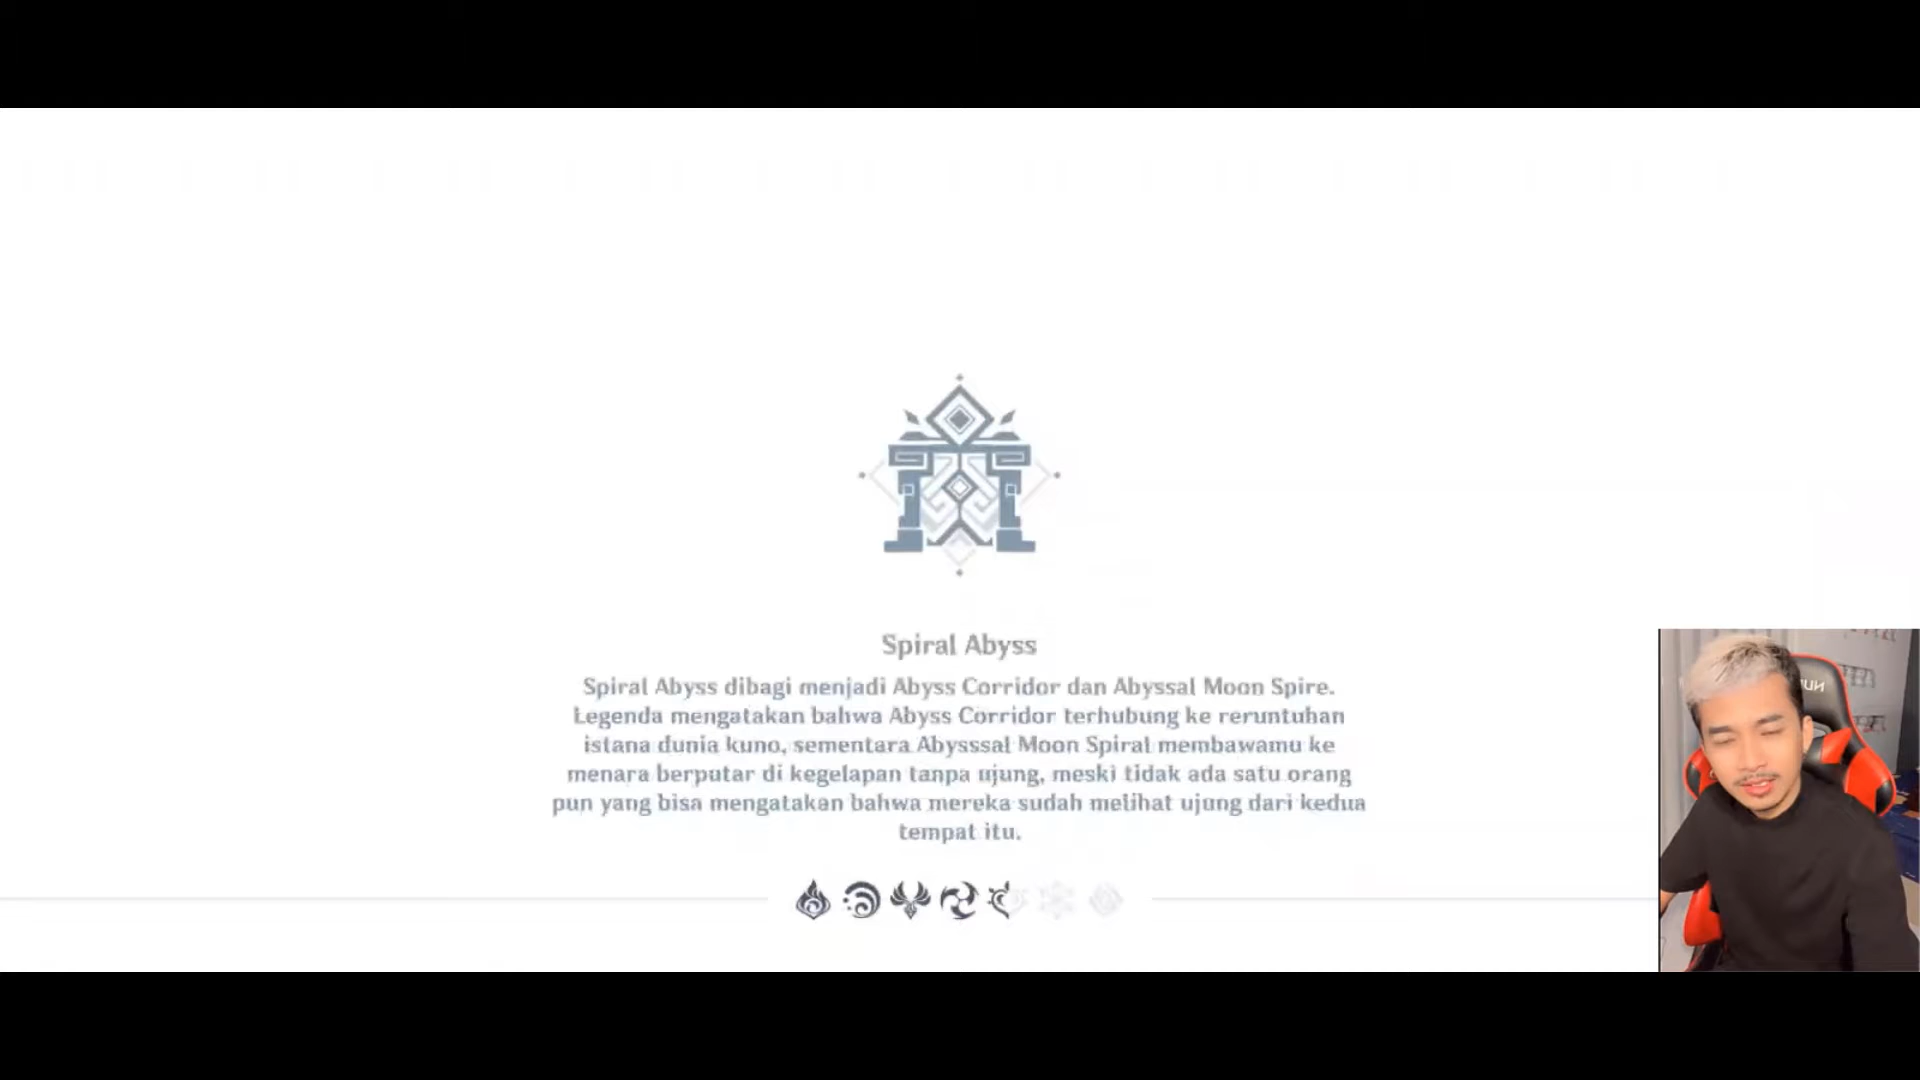 Spiral Abyss
Spiral Abyss dibagi menjadi Abyss Corridor dan Abyssal Moon Spire.
Legenda mengatakan bahwa Abyss Corridor terhubung ke reruntuhan
istana dunia kuno, sementara Abysssal Moon Spiral membawamu ke
menara berputar di kegelapan tanpa ujung, meski tidak ada satu orang
pun yang bisa mengatakan bahwa mereka sudah melihat ujung dari kedua
tempat itu.